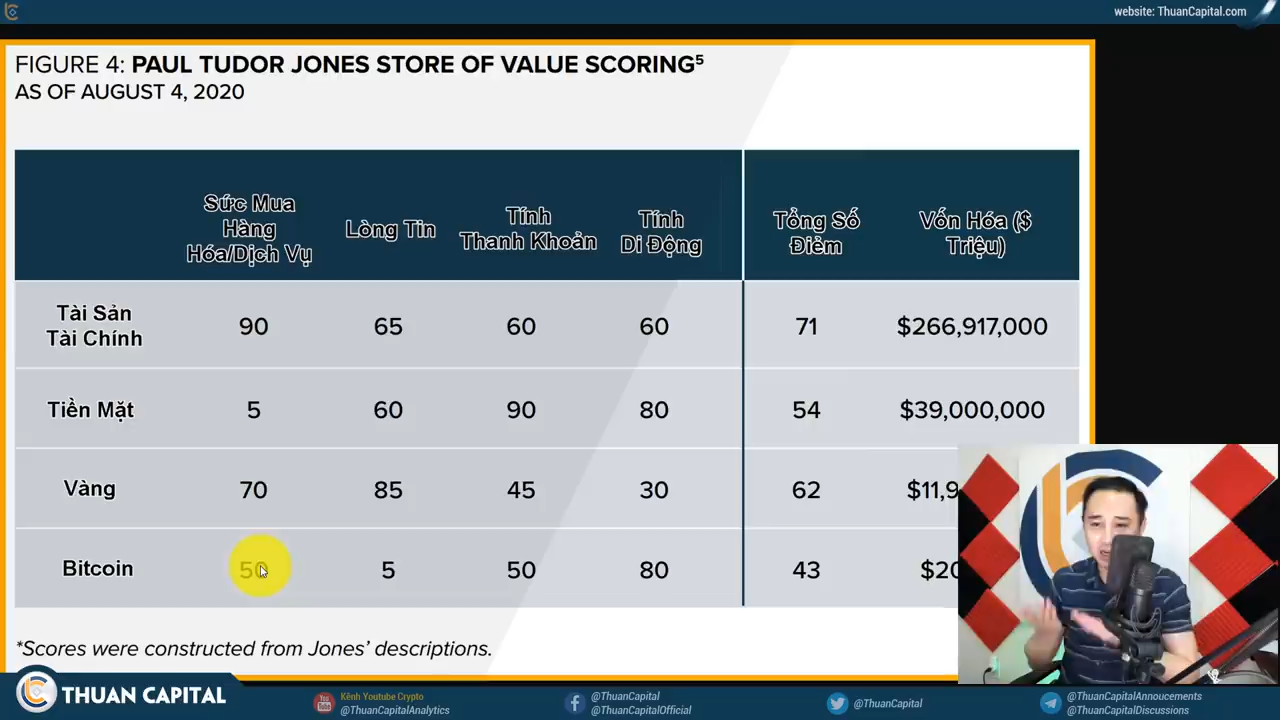 website: ThuanCapital.com
FIGURE 4: PAUL TUDOR JONES STORE OF VALUE SCORING⁵
AS OF AUGUST 4, 2020
Sức Mua
Hàng
Hóa/Dịch Vụ
Lòng Tin
Tính
Thanh Khoản
Tính
Di Động
Tổng Số
Điểm
Vốn Hóa ($
Triệu)
Tài Sản
Tài Chính
90 65 60 60 71 $266,917,000
Tiền Mặt 5 60 90 80 54 $39,000,000
Vàng 70 85 45 30 62 $11,9
Bitcoin 50 5 50 80 43 $20
*Scores were constructed from Jones’ descriptions.
THUAN CAPITAL
Kênh Youtube Crypto
@ThuanCapitalAnalytics
@ThuanCapital
@ThuanCapitalOfficial
@ThuanCapital
@ThuanCapitalAnnoucements
@ThuanCapitalDiscussions